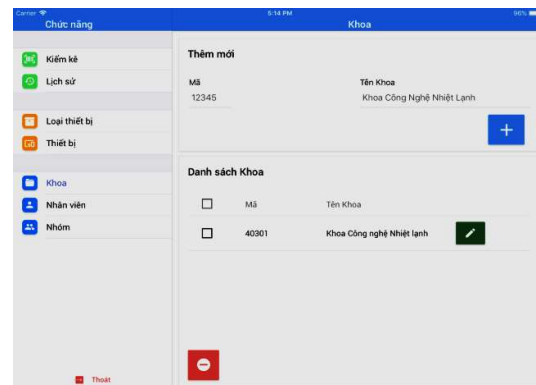 Carrier 5:14 PM 96%
Chức năng
Khoa
Kiểm kê
Lịch sử
Loại thiết bị
Thiết bị
Khoa
Nhân viên
Nhóm
Thoát
Thêm mới
Mã Tên Khoa
12345 Khoa Công Nghệ Nhiệt Lạnh
Danh sách Khoa
Mã Tên Khoa
40301 Khoa Công nghệ Nhiệt lạnh